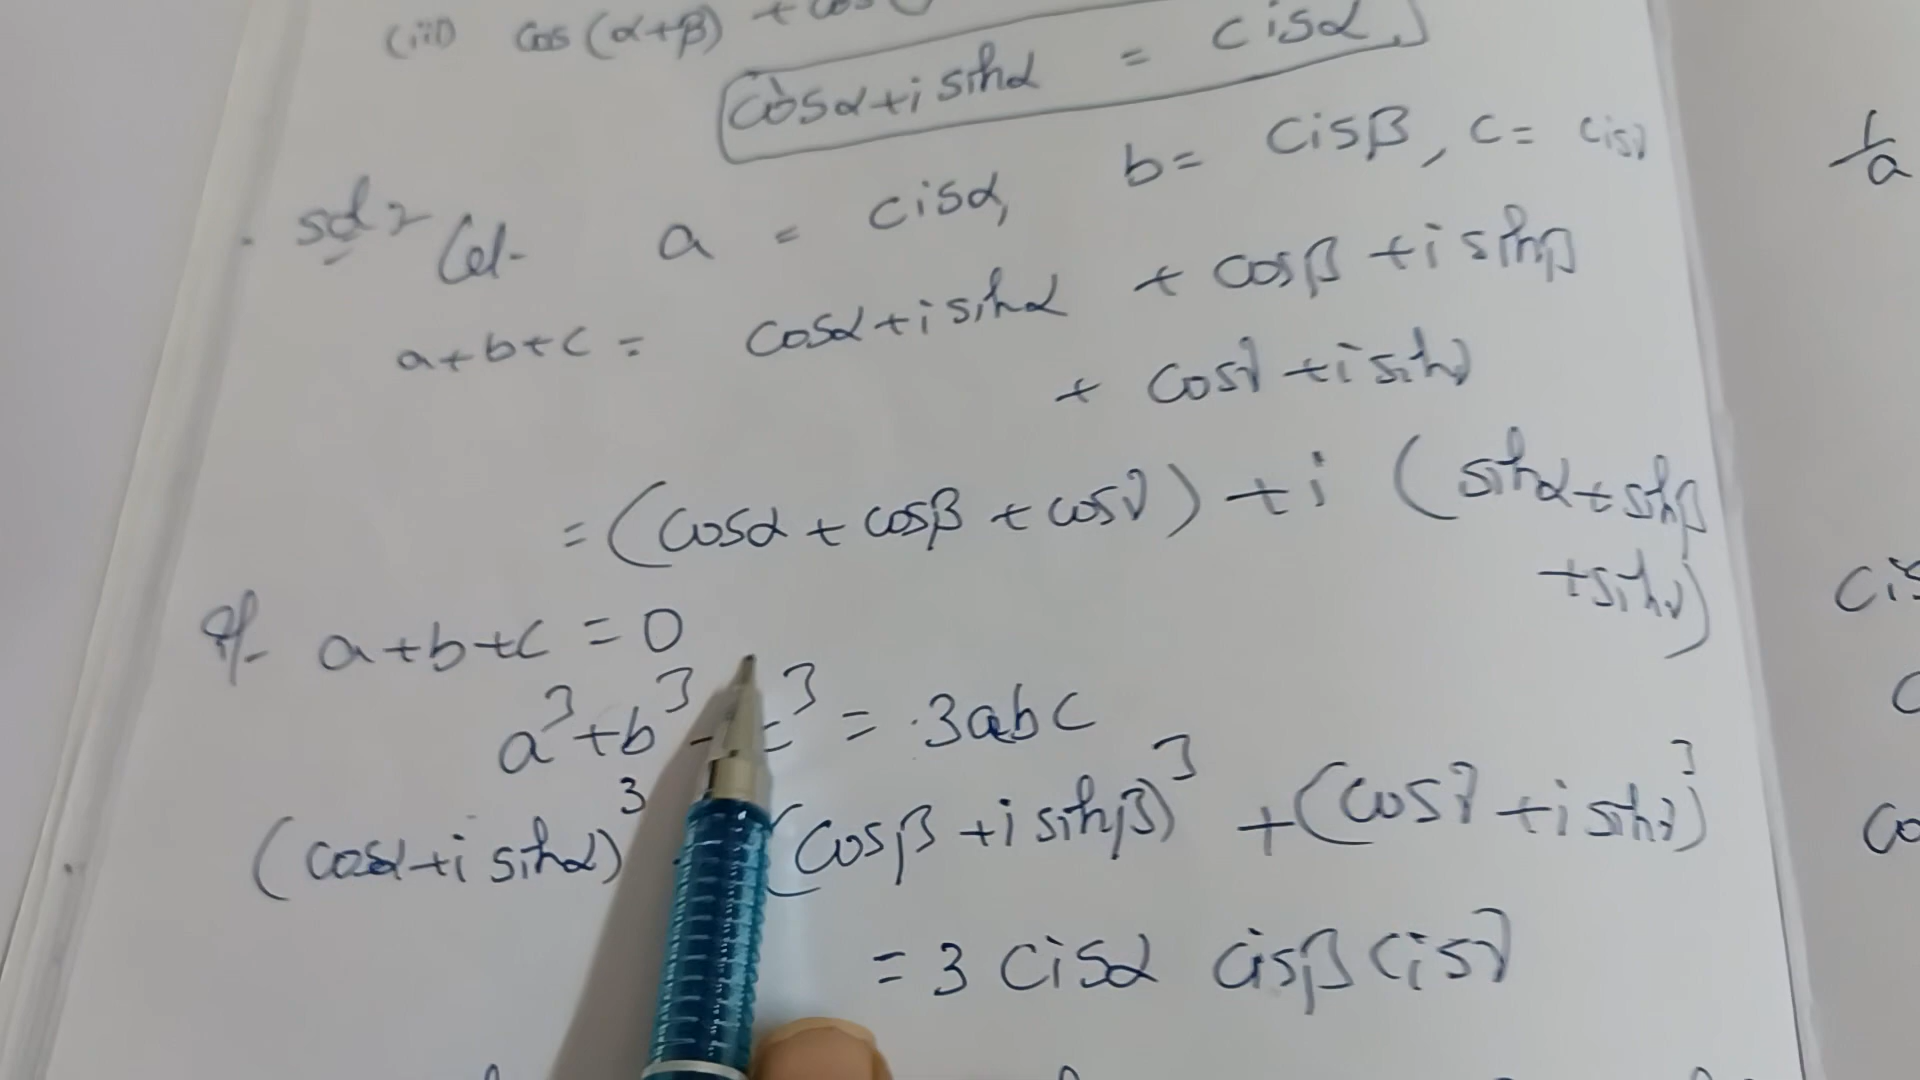 (iii) cos(α+β) + cos
cosα+i sinα = cisα
Sol: Let a = cisα, b = cisβ, c = cisγ
a+b+c = cosα+i sinα + cosβ +i sinβ
+ cosγ +i sinγ
= (cosα + cosβ + cosγ) + i (sinα+sinβ
+sinγ)
If a+b+c = 0
a³+b³ c³ = 3abc
(cosα+i sinα)³ (cosβ +i sinβ)³ +(cosγ +i sinγ)³
= 3 cisα cisβ cisγ
1/a
cis
co